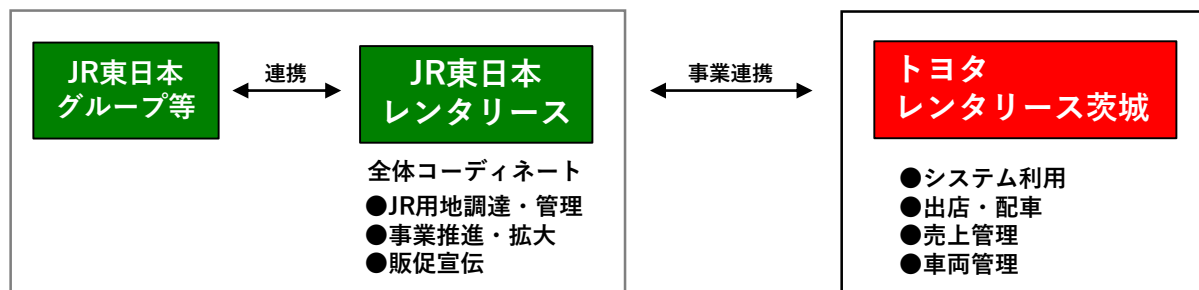 JR東日本
グループ等
連携
JR東日本
レンタリース
全体コーディネート
●JR用地調達・管理
●事業推進・拡大
●販促宣伝
事業連携
トヨタ
レンタリース茨城
●システム利用
●出店・配車
●売上管理
●車両管理